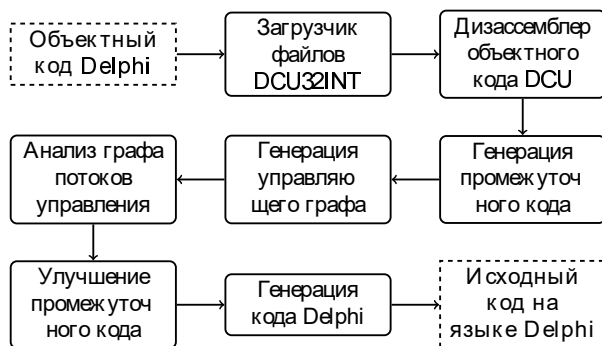 Объектный
код Delphi
Загрузчик
файлов
DCU32INT
Дизассемблер
объектного
кода DCU
Анализ графа
потоков
управления
Генерация
управляю
щего графа
Генерация
промежуточ
ного кода
Улучшение
промежуточ
ного кода
Генерация
кода Delphi
Исходный
код на
языке Delphi